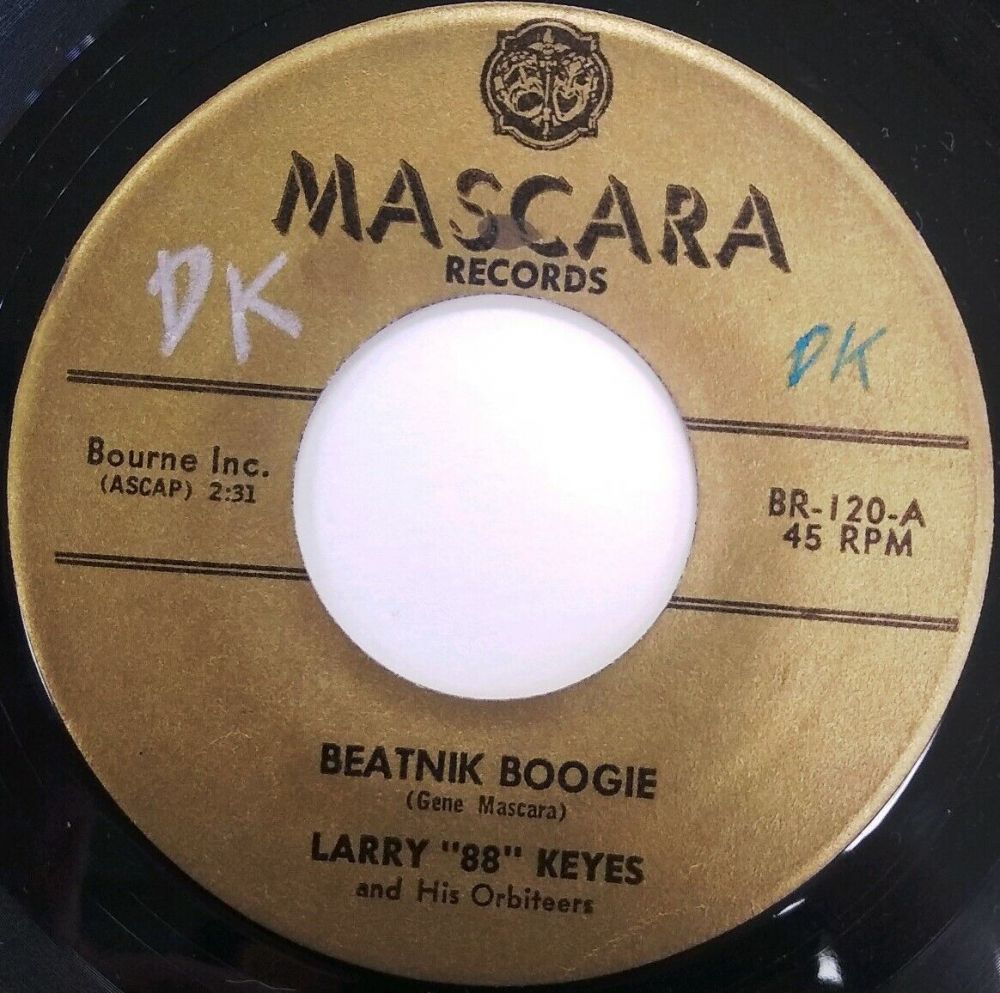 MASCARA
RECORDS
DK
DK
Bourne Inc.
(ASCAP) 2:31
BR-120-A
45 RPM
BEATNIK BOOGIE
(Gene Mascara)
LARRY "88" KEYES
and His Orbiteers